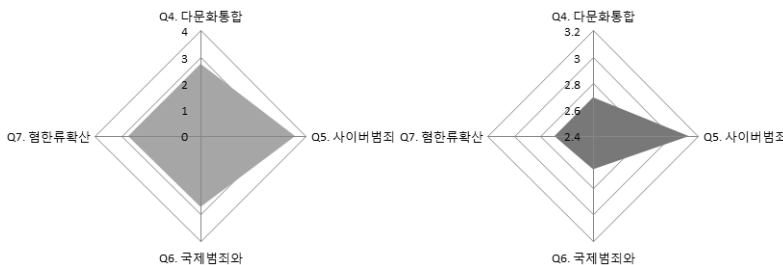 Q4. 다문화통합
4
3
2
1
0
Q7. 혐한류확산
Q5. 사이버범죄
Q6. 국제범죄와
Q4. 다문화통합
3.2
3
2.8
2.6
2.4
Q7. 혐한류확산
Q5. 사이버범죄
Q6. 국제범죄와